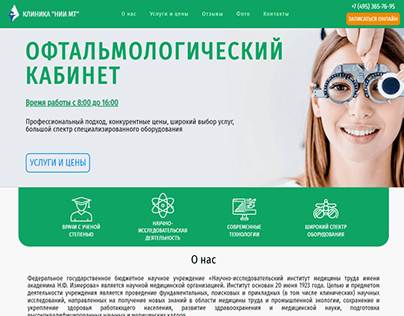 КЛИНИКА "НИИ МТ"
О нас
Услуги и цены
Отзывы
Фото
Контакты
+7 (495) 365-76-95
ЗАПИСАТЬСЯ ОНЛАЙН
ОФТАЛЬМОЛОГИЧЕСКИЙ
КАБИНЕТ
Время работы с 8:00 до 16:00
Профессиональный подход, конкурентные цены, широкий выбор услуг,
большой спектр специализированного оборудования
УСЛУГИ И ЦЕНЫ
ВРАЧИ С УЧЕНОЙ
СТЕПЕНЬЮ
НАУЧНО-
ИССЛЕДОВАТЕЛЬСКАЯ
ДЕЯТЕЛЬНОСТЬ
СОВРЕМЕННЫЕ
ТЕХНОЛОГИИ
ШИРОКИЙ СПЕКТР
ОБОРУДОВАНИЯ
О нас
Федеральное государственное бюджетное научное учреждение «Научно-исследовательский институт медицины труда имени
академика Н.Ф. Измерова» является научной медицинской организацией. Институт основан 20 июня 1923 года. Целью и предметом
деятельности учреждения является проведение фундаментальных, поисковых и прикладных (в том числе клинических) научных
исследований, направленных на получение новых знаний в области медицины труда и промышленной экологии, сохранение и
укрепление здоровья работающего населения, развитие здравоохранения и медицинской науки, подготовку